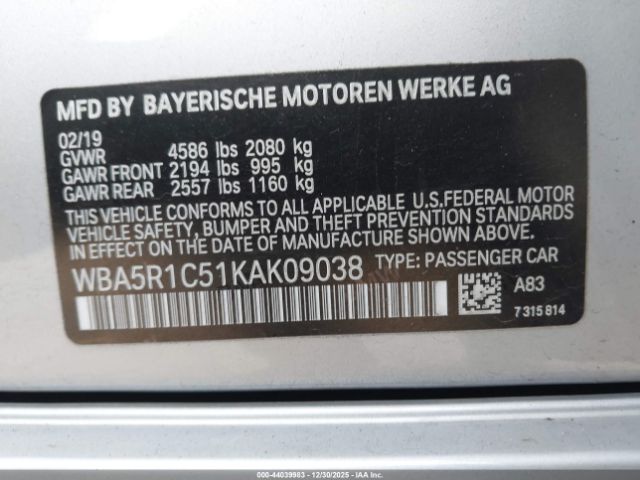 MFD BY BAYERISCHE MOTOREN WERKE AG
02/19
GVWR 4586 lbs 2080 kg
GAWR FRONT 2194 lbs 995 kg
GAWR REAR 2557 lbs 1160 kg
THIS VEHICLE CONFORMS TO ALL APPLICABLE U.S.FEDERAL MOTOR
VEHICLE SAFETY, BUMPER AND THEFT PREVENTION STANDARDS
IN EFFECT ON THE DATE OF MANUFACTURE SHOWN ABOVE.
WBA5R1C51KAK09038 TYPE: PASSENGER CAR
A83
7 315 814
000-44039983 - 12/30/2025 - IAAI.COM